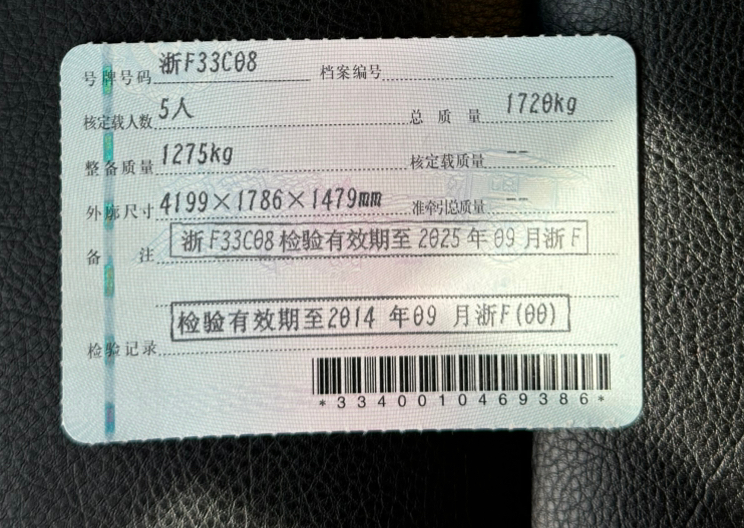 号牌号码 浙F33C08 档案编号
核定载人数 5人 总质量 1720kg
整备质量 1275kg 核定载质量 --
外廓尺寸 4199×1786×1479mm 准牵引总质量 --
备注 浙F33C08检验有效期至2025年09月浙F
检验有效期至2014年09月浙F(00)
检验记录
*3340010469386*